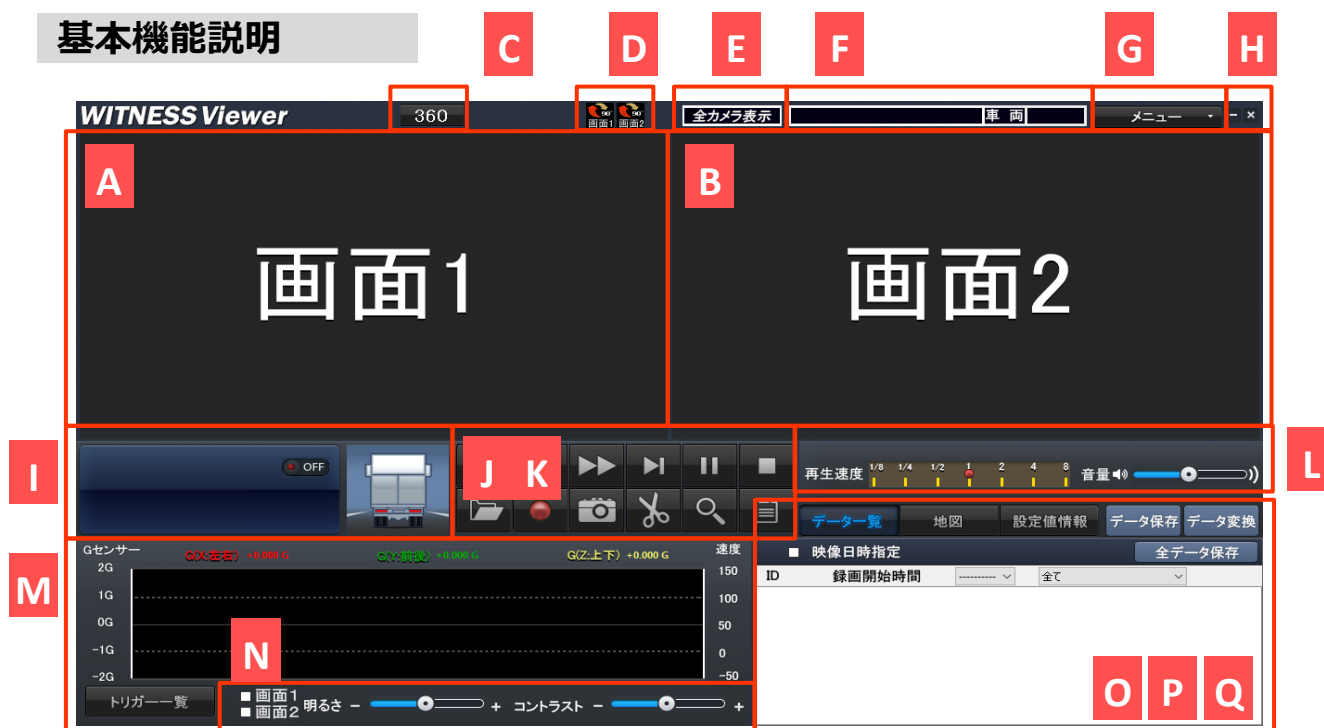 基本機能説明
C D E F G H
WITNESS Viewer 360 90° 画面1 90° 画面2 全カメラ表示 車 両 メニュー - ×
A B
画面1 画面2
I J K L
OFF
再生速度 1/8 1/4 1/2 1 2 4 8 音量
データ一覧 地図 設定値情報 データ保存 データ変換
Gセンサー G(X:左右) +0.000 G G(Y:前後) +0.000 G G(Z:上下) +0.000 G 速度
■ 映像日時指定 全データ保存
ID 録画開始時間 ---------- 全て
M
2G 150
1G 100
0G 50
-1G 0
-2G -50
N O P Q
トリガー一覧
■ 画面1
■ 画面2
明るさ - + コントラスト - +